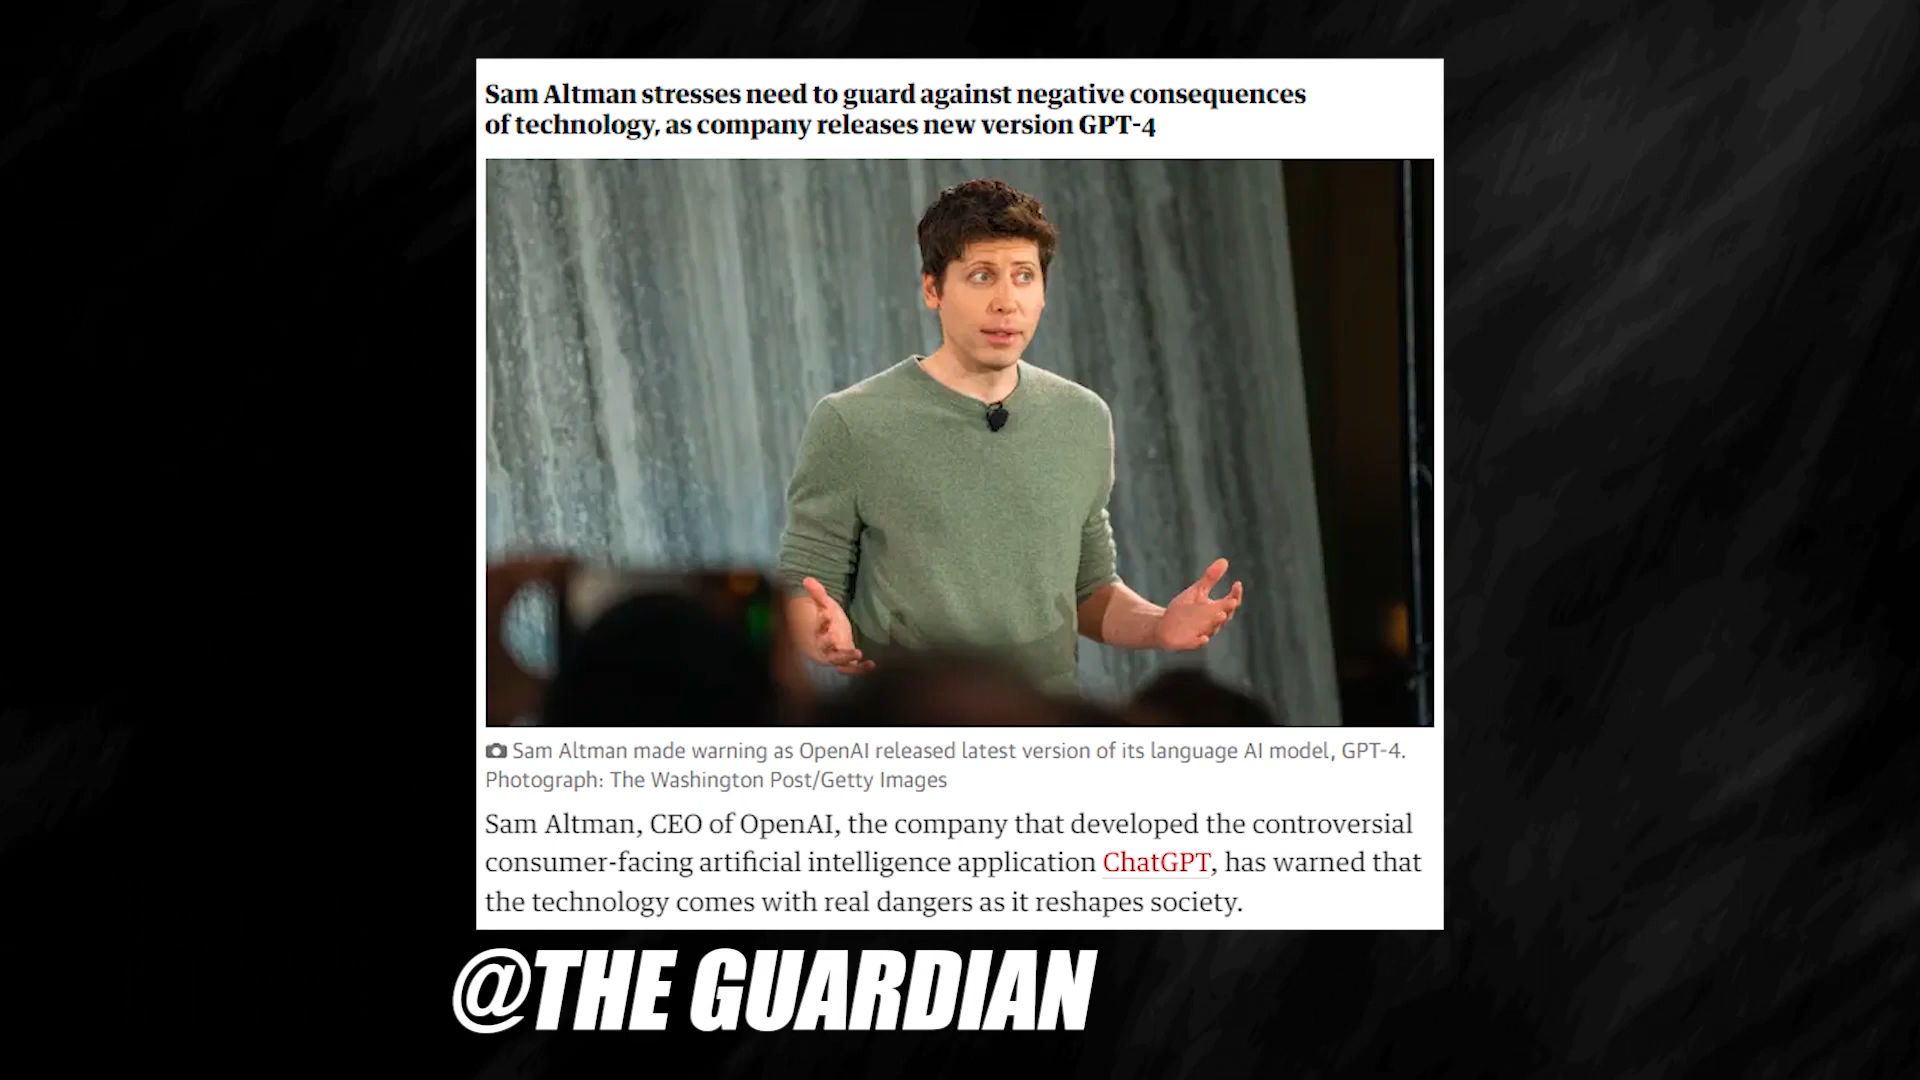 Sam Altman stresses need to guard against negative consequences
of technology, as company releases new version GPT-4
Sam Altman made warning as OpenAI released latest version of its language AI model, GPT-4.
Photograph: The Washington Post/Getty Images
Sam Altman, CEO of OpenAI, the company that developed the controversial
consumer-facing artificial intelligence application ChatGPT, has warned that
the technology comes with real dangers as it reshapes society.
@THE GUARDIAN